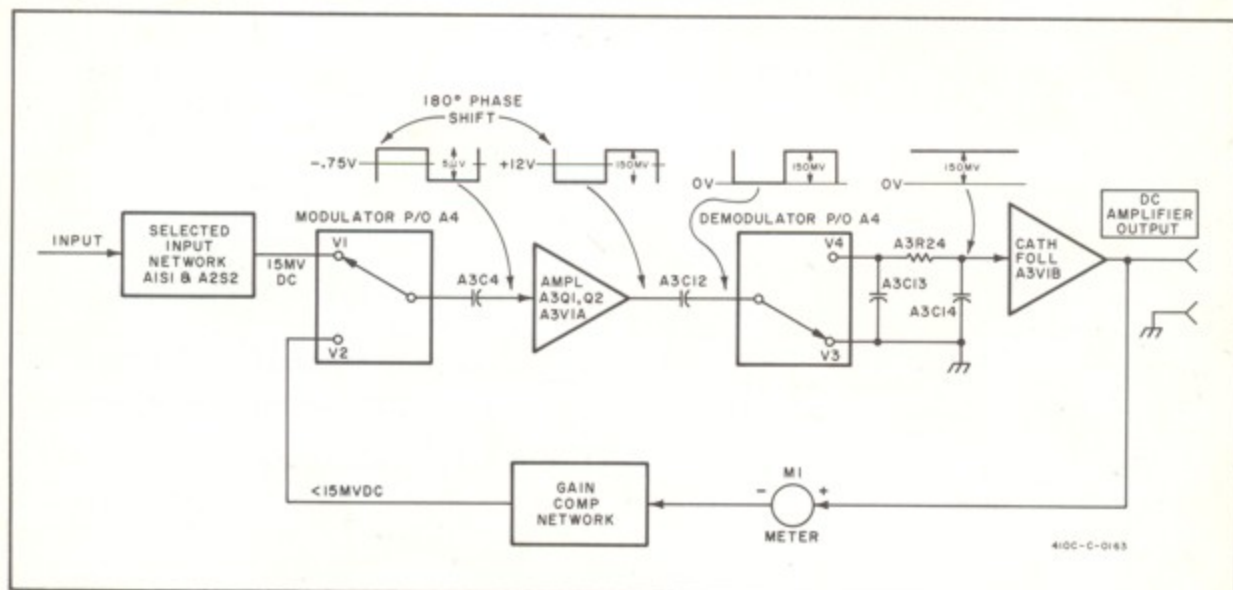 180° PHASE
SHIFT
-.75V
+12V
150MV
0V
150MV
0V
150MV
DC
AMPLIFIER
OUTPUT
MODULATOR P/O A4
DEMODULATOR P/O A4
INPUT
SELECTED
INPUT
NETWORK
A1S1 & A2S2
15MV
DC
V1
V2
A3C4
AMPL
A3Q1,Q2
A3V1A
A3C12
V4
V3
A3R24
A3C13
A3C14
CATH
FOLL
A3V1B
<15MVDC
GAIN
COMP
NETWORK
M1
- +
METER
410C-C-0163